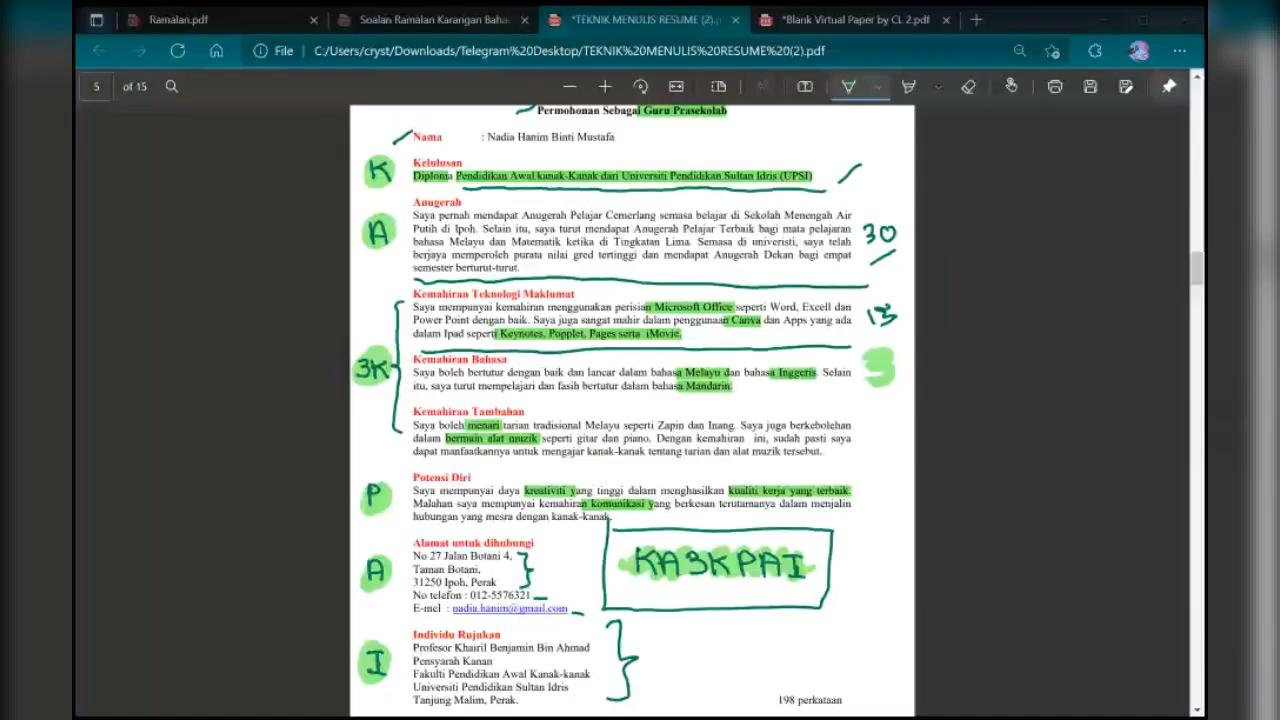 Ramalan.pdf
Soalan Ramalan Karangan Baha
*TEKNIK MENULIS RESUME (2).p
*Blank Virtual Paper by CL 2.pdf
File
C:/Users/cryst/Downloads/Telegram%20Desktop/TEKNIK%20MENULIS%20RESUME%20(2).pdf
5 of 15
Permohonan Sebagai Guru Prasekolah
Nama : Nadia Hanim Binti Mustafa
K
Kelulusan
Diploma Pendidikan Awal kanak-Kanak dari Universiti Pendidikan Sultan Idris (UPSI)
A
Anugerah
Saya pernah mendapat Anugerah Pelajar Cemerlang semasa belajar di Sekolah Menengah Air
Putih di Ipoh. Selain itu, saya turut mendapat Anugerah Pelajar Terbaik bagi mata pelajaran
bahasa Melayu dan Matematik ketika di Tingkatan Lima. Semasa di univeristi, saya telah
berjaya memperoleh purata nilai gred tertinggi dan mendapat Anugerah Dekan bagi empat
semester berturut-turut.
30
Kemahiran Teknologi Maklumat
Saya mempunyai kemahiran menggunakan perisian Microsoft Office seperti Word, Excell dan
Power Point dengan baik. Saya juga sangat mahir dalam penggunaan Canva dan Apps yang ada
dalam Ipad seperti Keynotes, Popplet, Pages serta iMovie.
13
3K
Kemahiran Bahasa
Saya boleh bertutur dengan baik dan lancar dalam bahasa Melayu dan bahasa Inggeris. Selain
itu, saya turut mempelajari dan fasih bertutur dalam bahasa Mandarin.
3
Kemahiran Tambahan
Saya boleh menari tarian tradisional Melayu seperti Zapin dan Inang. Saya juga berkebolehan
dalam bermain alat muzik seperti gitar dan piano. Dengan kemahiran ini, sudah pasti saya
dapat manfaatkannya untuk mengajar kanak-kanak tentang tarian dan alat muzik tersebut.
P
Potensi Diri
Saya mempunyai daya kreativiti yang tinggi dalam menghasilkan kualiti kerja yang terbaik.
Malahan saya mempunyai kemahiran komunikasi yang berkesan terutamanya dalam menjalin
hubungan yang mesra dengan kanak-kanak.
A
Alamat untuk dihubungi
No 27 Jalan Botani 4,
Taman Botani,
31250 Ipoh, Perak
No telefon : 012-5576321
E-mel : nadia.hanim@gmail.com
KA3KPAI
I
Individu Rujukan
Profesor Khairil Benjamin Bin Ahmad
Pensyarah Kanan
Fakulti Pendidikan Awal Kanak-kanak
Universiti Pendidikan Sultan Idris
Tanjung Malim, Perak.
198 perkataan